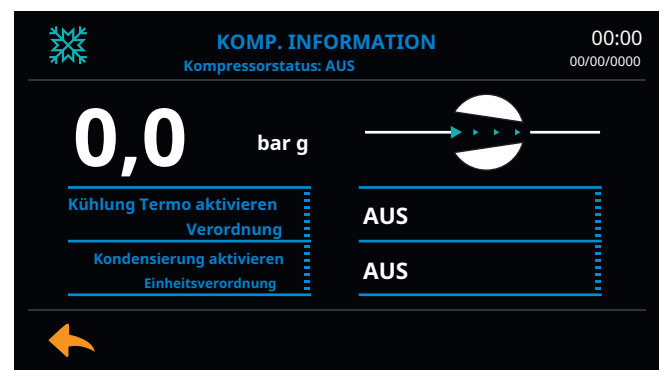 KOMP. INFORMATION
00:00
Kompressorstatus: AUS
00/00/0000
0,0 bar g
Kühlung Termo aktivieren
Verordnung
AUS
Kondensierung aktivieren
Einheitsverordnung
AUS